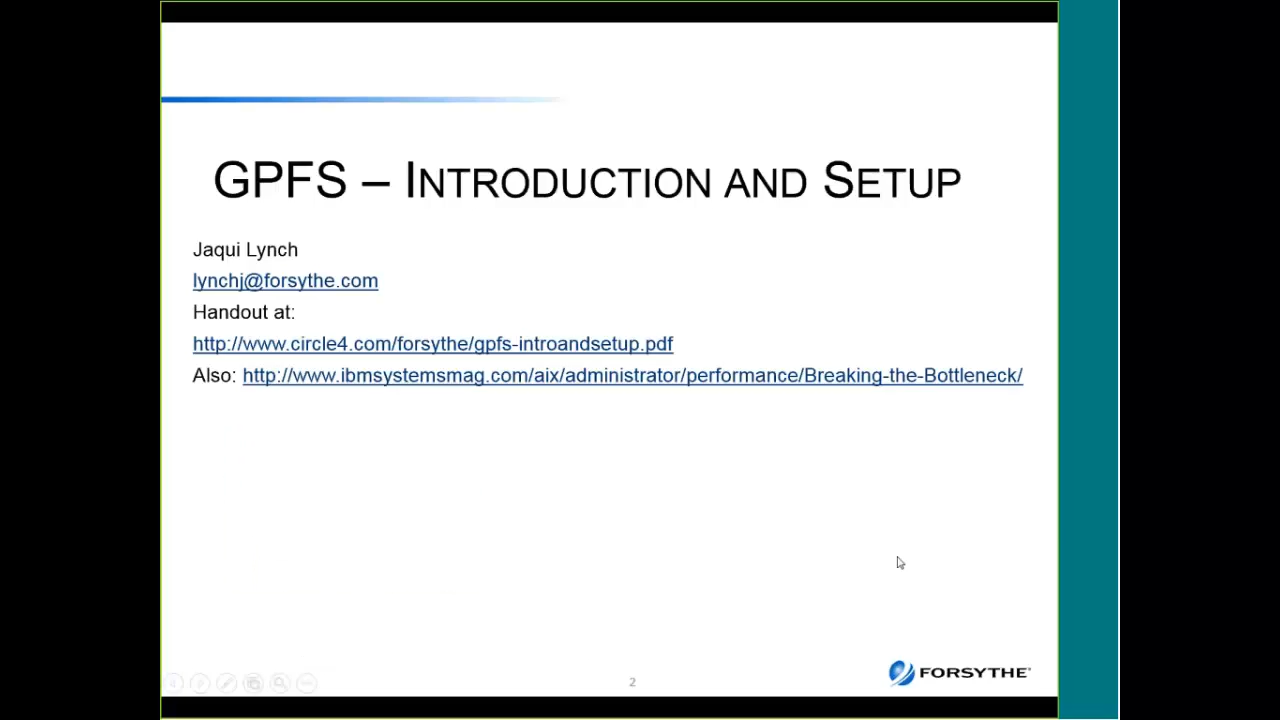 GPFS – INTRODUCTION AND SETUP
Jaqui Lynch
lynchj@forsythe.com
Handout at:
http://www.circle4.com/forsythe/gpfs-introandsetup.pdf
Also: http://www.ibmsystemsmag.com/aix/administrator/performance/Breaking-the-Bottleneck/
2
FORSYTHE